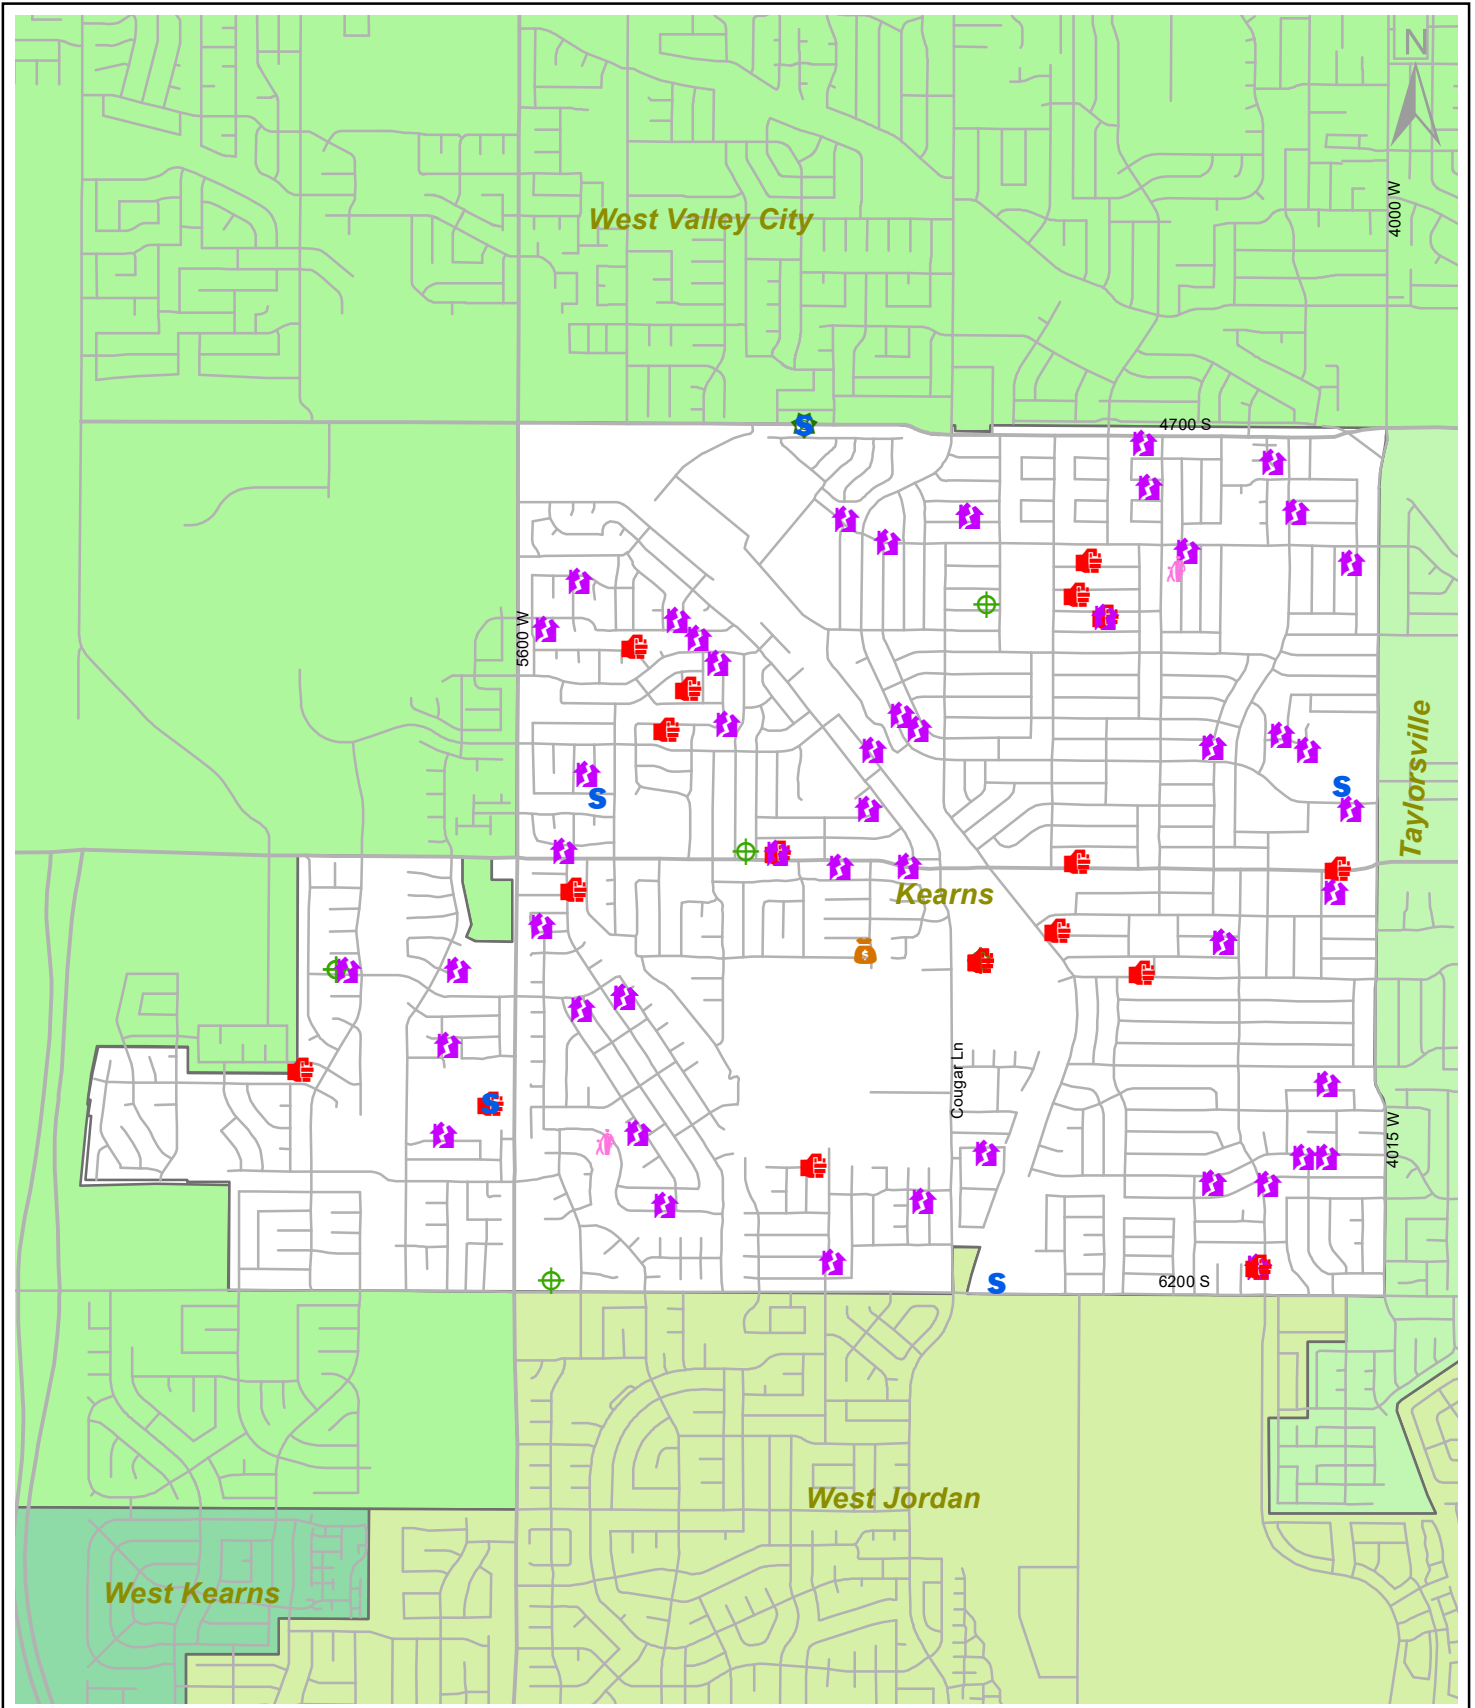 N
4000 W
West Valley City
4700 S
S
5600 W
Taylorsville
S
S
Kearns
$
Cougar Ln
S
4015 W
6200 S
S
West Jordan
West Kearns